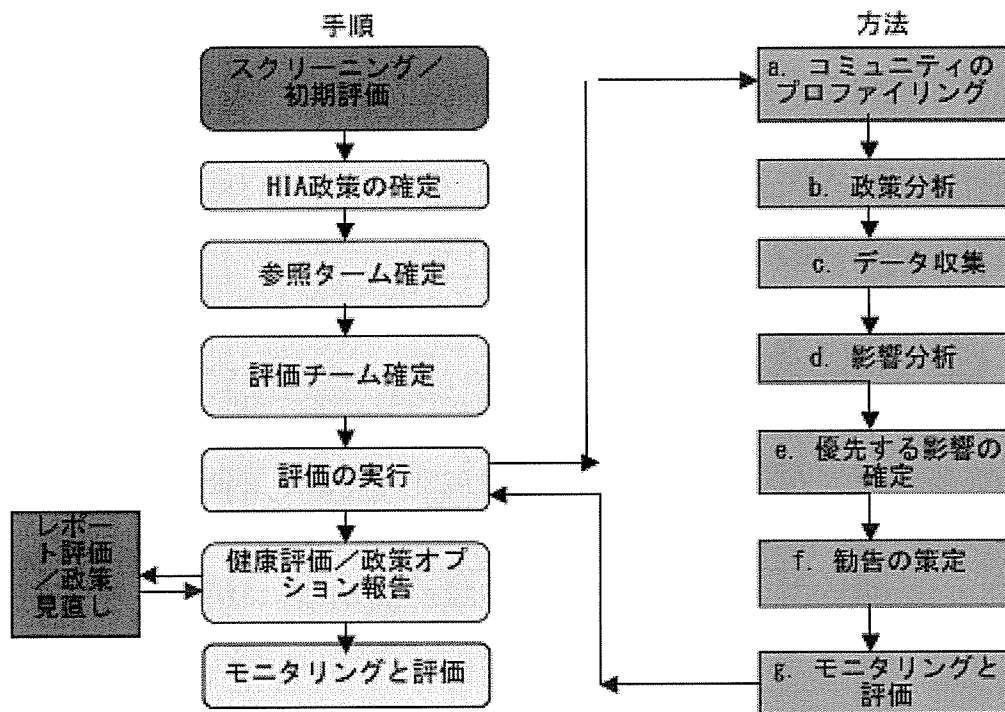 手順
スクリーニング／
初期評価
HIA政策の確定
参照ターム確定
評価チーム確定
評価の実行
健康評価／政策オプ
ション報告
モニタリングと評価
レポー
ト評価
／政策
見直し
方法
a. コミュニティの
プロファイリング
b. 政策分析
c. データ収集
d. 影響分析
e. 優先する影響の
確定
f. 勧告の策定
g. モニタリングと
評価